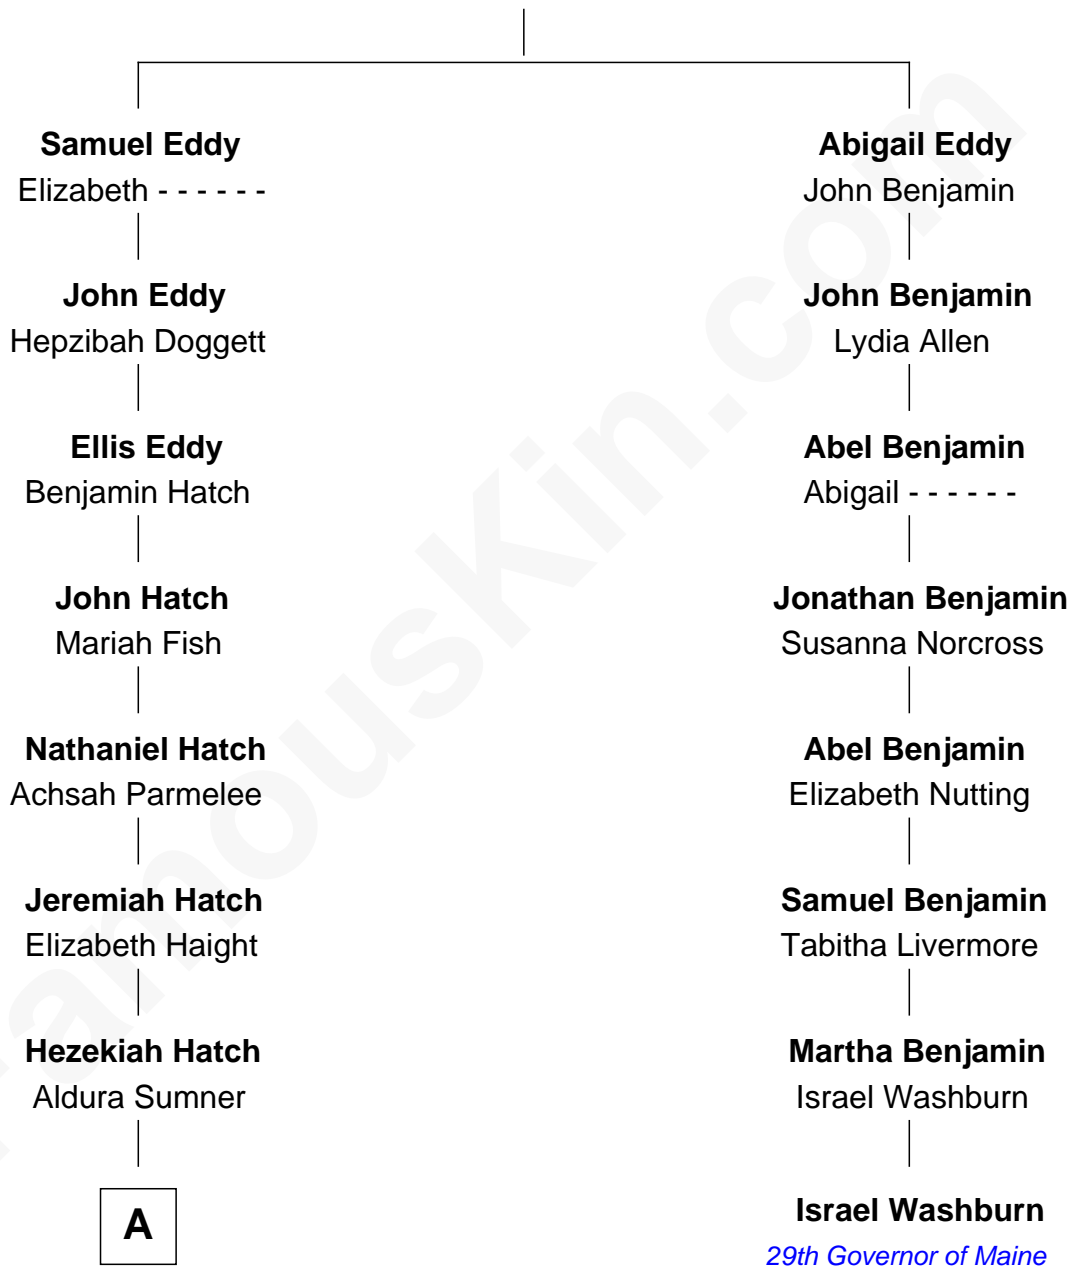 Samuel Eddy
Elizabeth - - - - - -
John Eddy
Hepzibah Doggett
Ellis Eddy
Benjamin Hatch
John Hatch
Mariah Fish
Nathaniel Hatch
Achsah Parmelee
Jeremiah Hatch
Elizabeth Haight
Hezekiah Hatch
Aldura Sumner
A
Abigail Eddy
John Benjamin
John Benjamin
Lydia Allen
Abel Benjamin
Abigail - - - - - -
Jonathan Benjamin
Susanna Norcross
Abel Benjamin
Elizabeth Nutting
Samuel Benjamin
Tabitha Livermore
Martha Benjamin
Israel Washburn
Israel Washburn
29th Governor of Maine
FamousKin.com